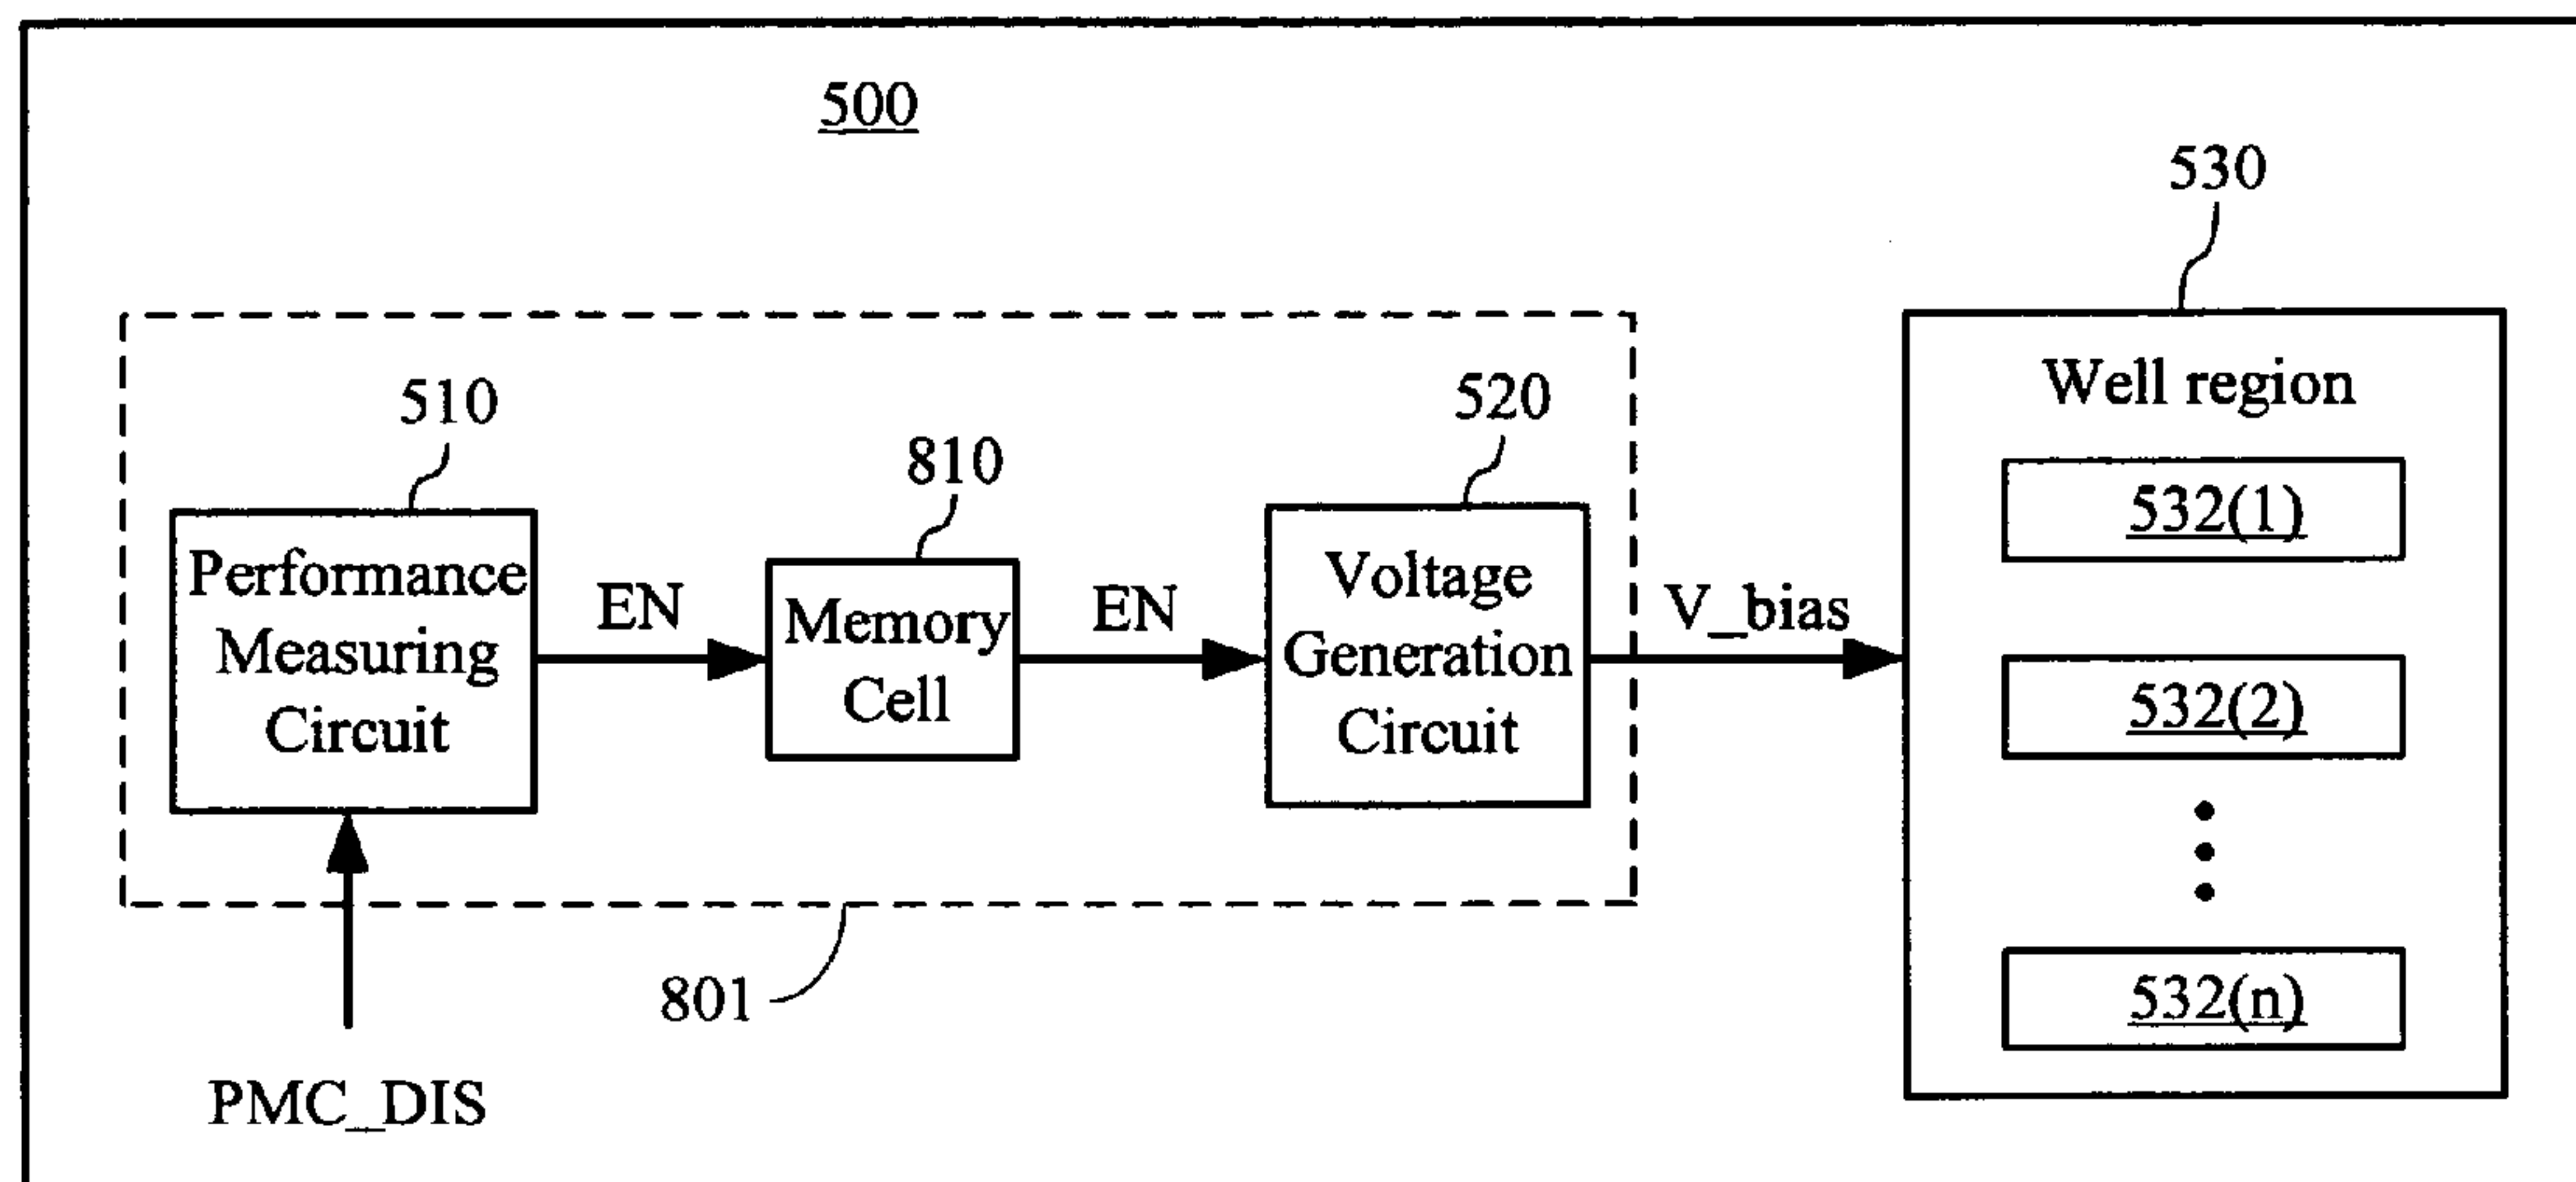 500
530
Well region
510
810
520
532(1)
Performance
Measuring
Circuit
EN
Memory
Cell
EN
Voltage
Generation
Circuit
V_bias
532(2)
532(n)
801
PMC_DIS